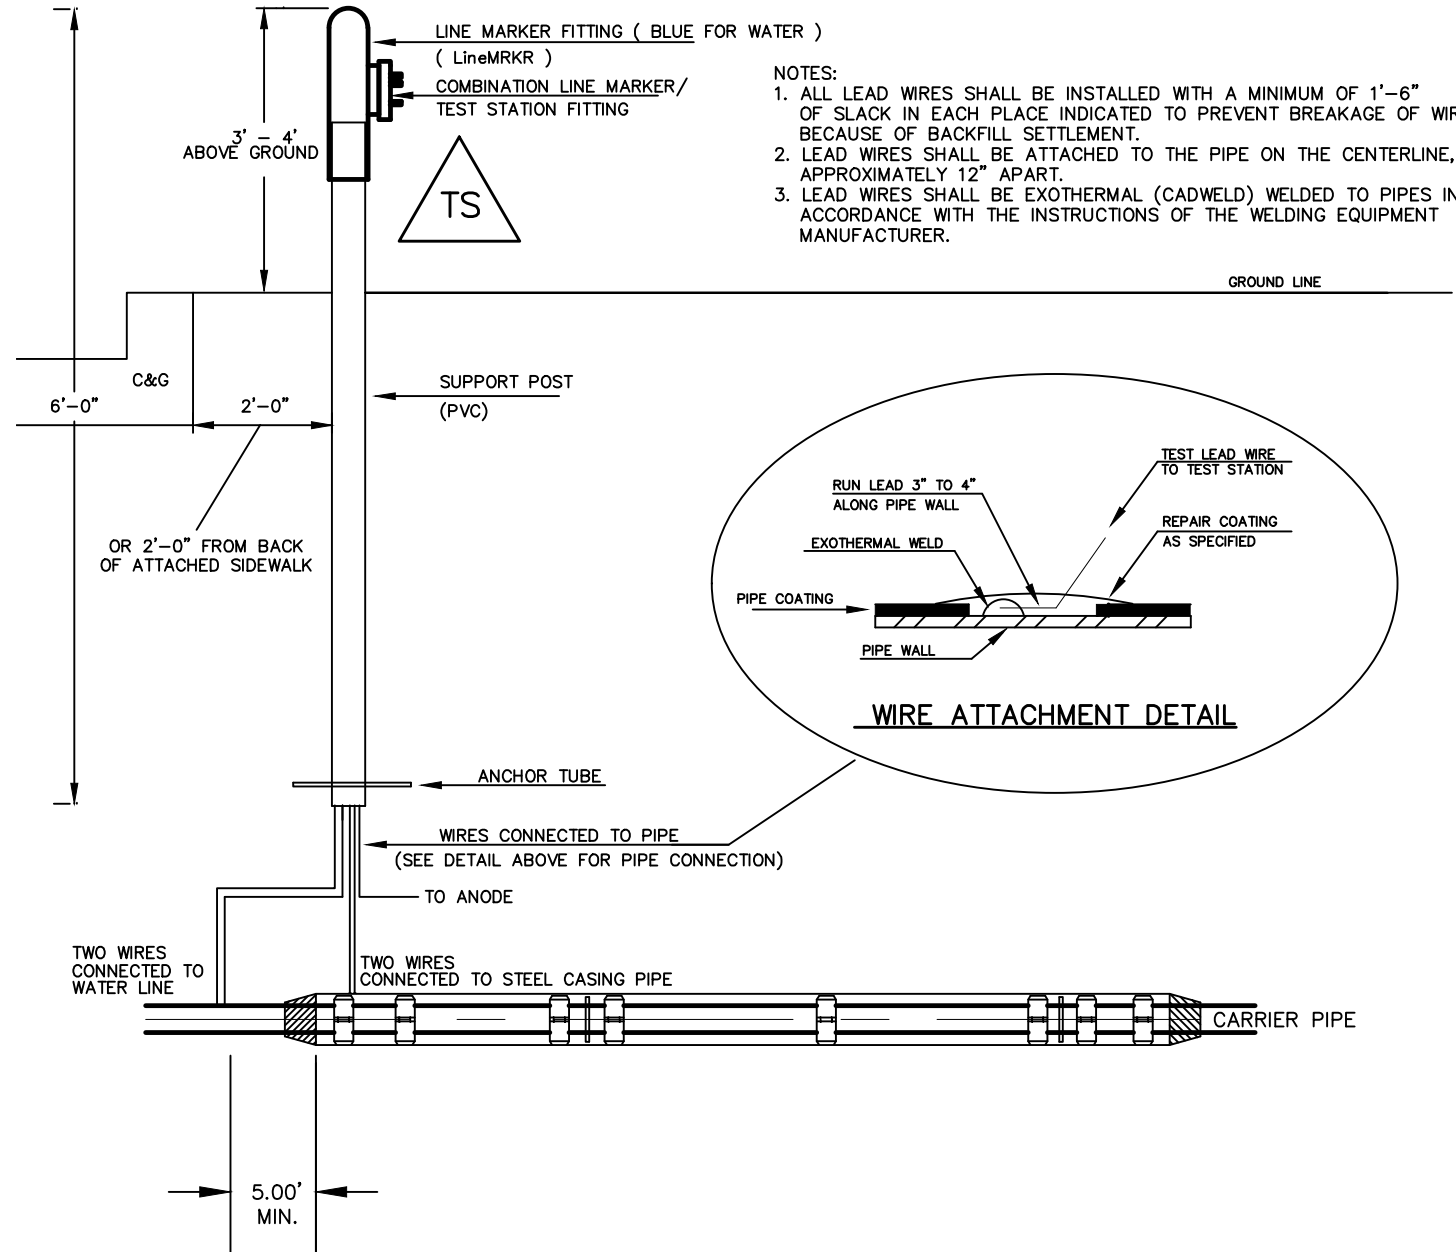 LINE MARKER FITTING ( BLUE FOR WATER )
( LineMRKR )
COMBINATION LINE MARKER/
TEST STATION FITTING
3' - 4'
ABOVE GROUND
TS
NOTES:
1. ALL LEAD WIRES SHALL BE INSTALLED WITH A MINIMUM OF 1'-6"
OF SLACK IN EACH PLACE INDICATED TO PREVENT BREAKAGE OF
BECAUSE OF BACKFILL SETTLEMENT.
2. LEAD WIRES SHALL BE ATTACHED TO THE PIPE ON THE CENTERLINE,
APPROXIMATELY 12" APART.
3. LEAD WIRES SHALL BE EXOTHERMAL (CADWELD) WELDED TO PIPES IN
ACCORDANCE WITH THE INSTRUCTIONS OF THE WELDING EQUIPMENT
MANUFACTURER.
GROUND LINE
C&G
6'-0"
2'-0"
SUPPORT POST
(PVC)
OR 2'-0" FROM BACK
OF ATTACHED SIDEWALK
TEST LEAD WIRE
TO TEST STATION
RUN LEAD 3" TO 4"
ALONG PIPE WALL
REPAIR COATING
AS SPECIFIED
EXOTHERMAL WELD
PIPE COATING
PIPE WALL
WIRE ATTACHMENT DETAIL
ANCHOR TUBE
WIRES CONNECTED TO PIPE
(SEE DETAIL ABOVE FOR PIPE CONNECTION)
TO ANODE
TWO WIRES
CONNECTED TO
WATER LINE
TWO WIRES
CONNECTED TO STEEL CASING PIPE
CARRIER PIPE
5.00'
MIN.